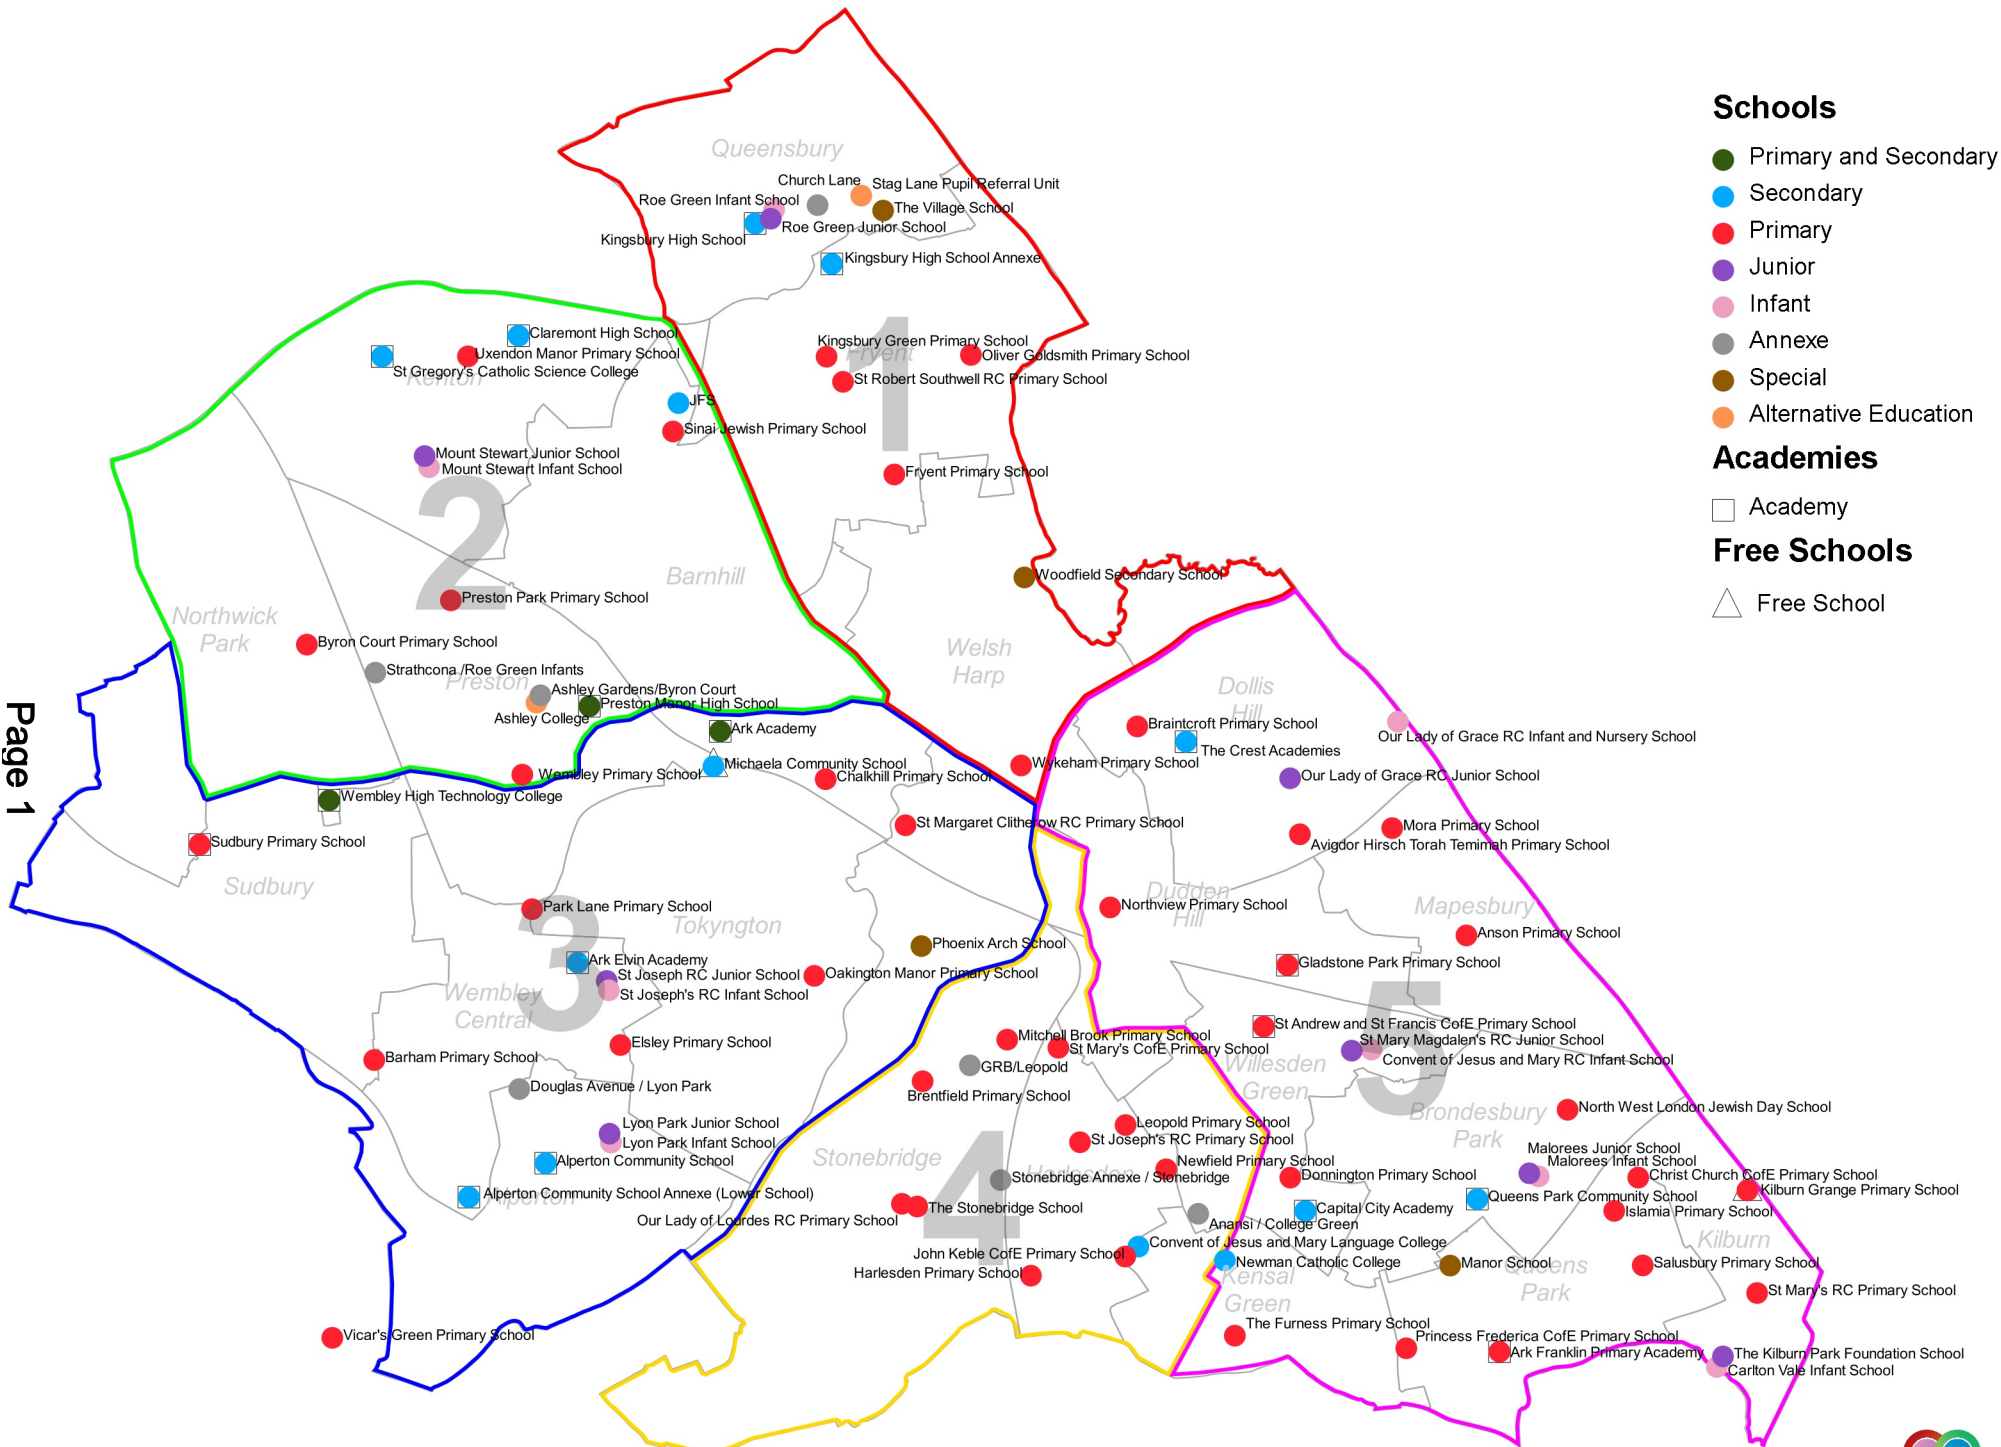 Queensbury
Church Lane
Stag Lane Pupil Referral Unit
Roe Green Infant School
The Village School
Roe Green Junior School
Kingsbury High School
Kingsbury High School Annexe
1
Kingsbury Green Primary School
Fryent
Oliver Goldsmith Primary School
St Robert Southwell RC Primary School
Fryent Primary School
Woodfield Secondary School
Welsh
Harp
Wykeham Primary School
Claremont High School
Uxendon Manor Primary School
St Gregory's Catholic Science College
Kenton
JFS
Sinai Jewish Primary School
Mount Stewart Junior School
Mount Stewart Infant School
2
Barnhill
Preston Park Primary School
Northwick
Park
Byron Court Primary School
Strathcona /Roe Green Infants
Preston
Ashley Gardens/Byron Court
Preston Manor High School
Ashley College
Ark Academy
Michaela Community School
Wembley Primary School
Chalkhill Primary School
Wembley High Technology College
St Margaret Clitherow RC Primary School
Sudbury Primary School
Sudbury
Park Lane Primary School
3
Tokyngton
Phoenix Arch School
Ark Elvin Academy
St Joseph RC Junior School
Oakington Manor Primary School
St Joseph's RC Infant School
Wembley
Central
Elsley Primary School
Barham Primary School
Douglas Avenue / Lyon Park
Lyon Park Junior School
Lyon Park Infant School
Alperton Community School
Alperton Community School Annexe (Lower School)
Alperton
Vicar's Green Primary School
Mitchell Brook Primary School
St Mary's CofE Primary School
GRB/Leopold
Brentfield Primary School
Leopold Primary School
St Joseph's RC Primary School
Stonebridge
4
Harlesden
Newfield Primary School
Stonebridge Annexe / Stonebridge
The Stonebridge School
Our Lady of Lourdes RC Primary School
Anansi / College Green
Convent of Jesus and Mary Language College
John Keble CofE Primary School
Harlesden Primary School
Newman Catholic College
Dollis
Hill
Braintcroft Primary School
The Crest Academies
Our Lady of Grace RC Infant and Nursery School
Our Lady of Grace RC Junior School
Mora Primary School
Avigdor Hirsch Torah Temimah Primary School
Dudden
Hill
Northview Primary School
Mapesbury
Anson Primary School
Gladstone Park Primary School
5
St Andrew and St Francis CofE Primary School
St Mary Magdalen's RC Junior School
Convent of Jesus and Mary RC Infant School
Willesden
Green
Brondesbury
Park
North West London Jewish Day School
Malorees Junior School
Malorees Infant School
Christ Church CofE Primary School
Donnington Primary School
Kilburn Grange Primary School
Queens Park Community School
Capital City Academy
Islamia Primary School
Kilburn
Manor School
Queens
Park
Salusbury Primary School
Kensal
Green
St Mary's RC Primary School
The Furness Primary School
Princess Frederica CofE Primary School
Ark Franklin Primary Academy
The Kilburn Park Foundation School
Carlton Vale Infant School
Schools
Primary and Secondary
Secondary
Primary
Junior
Infant
Annexe
Special
Alternative Education
Academies
Academy
Free Schools
Free School
Page 1